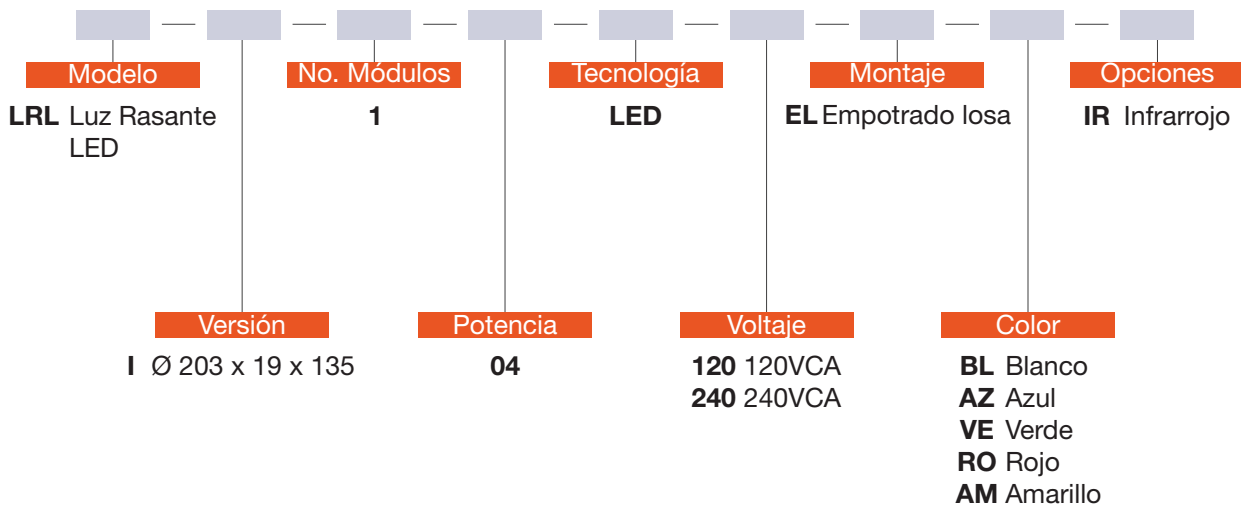 Modelo
No. Módulos
Tecnología
Montaje
Opciones
LRL Luz Rasante
LED
1
LED
EL Empotrado losa
IR Infrarrojo
Versión
Potencia
Voltaje
Color
I Ø 203 x 19 x 135
04
120 120VCA
240 240VCA
BL Blanco
AZ Azul
VE Verde
RO Rojo
AM Amarillo